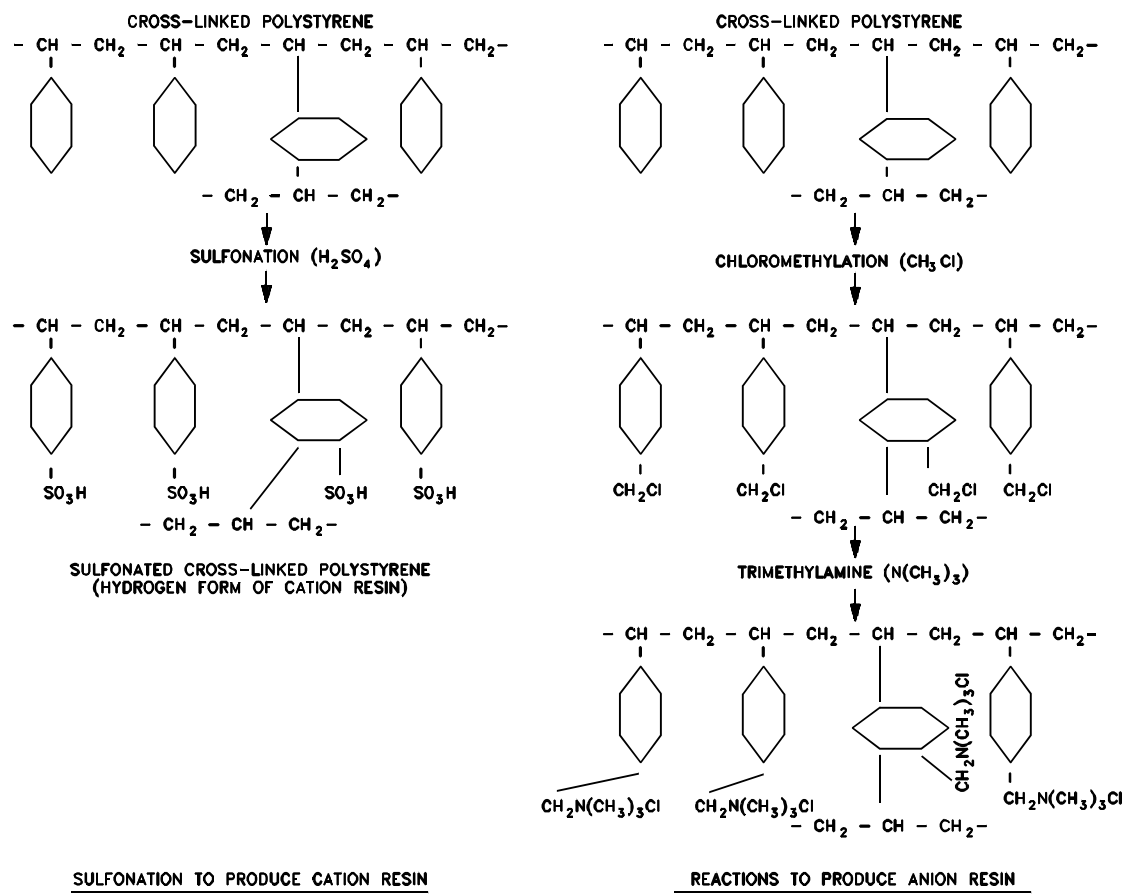 CROSS-LINKED POLYSTYRENE
- CH - CH₂ - CH - CH₂ - CH - CH₂ - CH - CH₂-
- CH₂ - CH - CH₂-
SULFONATION (H₂SO₄)
- CH - CH₂ - CH - CH₂ - CH - CH₂ - CH - CH₂-
SO₃H SO₃H SO₃H SO₃H
- CH₂ - CH - CH₂-
SULFONATED CROSS-LINKED POLYSTYRENE
(HYDROGEN FORM OF CATION RESIN)
SULFONATION TO PRODUCE CATION RESIN
CROSS-LINKED POLYSTYRENE
- CH - CH₂ - CH - CH₂ - CH - CH₂ - CH - CH₂-
- CH₂ - CH - CH₂-
CHLOROMETHYLATION (CH₃Cl)
- CH - CH₂ - CH - CH₂ - CH - CH₂ - CH - CH₂-
CH₂Cl CH₂Cl CH₂Cl CH₂Cl
- CH₂ - CH - CH₂-
TRIMETHYLAMINE (N(CH₃)₃)
- CH - CH₂ - CH - CH₂ - CH - CH₂ - CH - CH₂-
CH₂N(CH₃)₃Cl CH₂N(CH₃)₃Cl CH₂N(CH₃)₃Cl CH₂N(CH₃)₃Cl
- CH₂ - CH - CH₂-
REACTIONS TO PRODUCE ANION RESIN